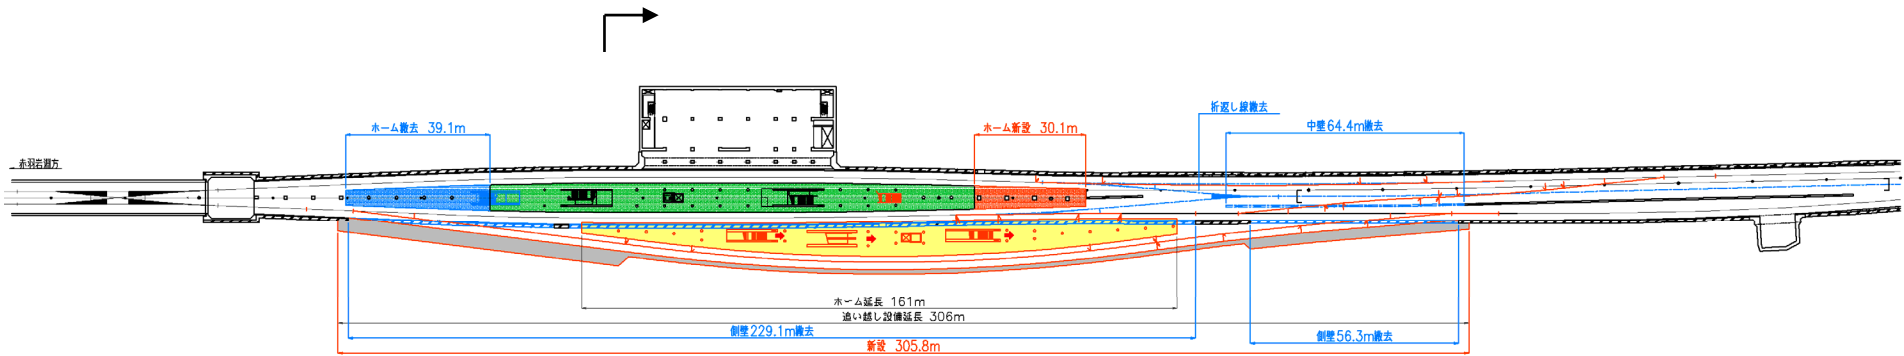 折返し線撤去
ホーム撤去 39.1m
ホーム新設 30.1m
中壁64.4m撤去
赤羽岩淵方
ホーム延長 161m
追い越し設備延長 306m
側壁229.1m撤去
側壁56.3m撤去
新設 305.8m